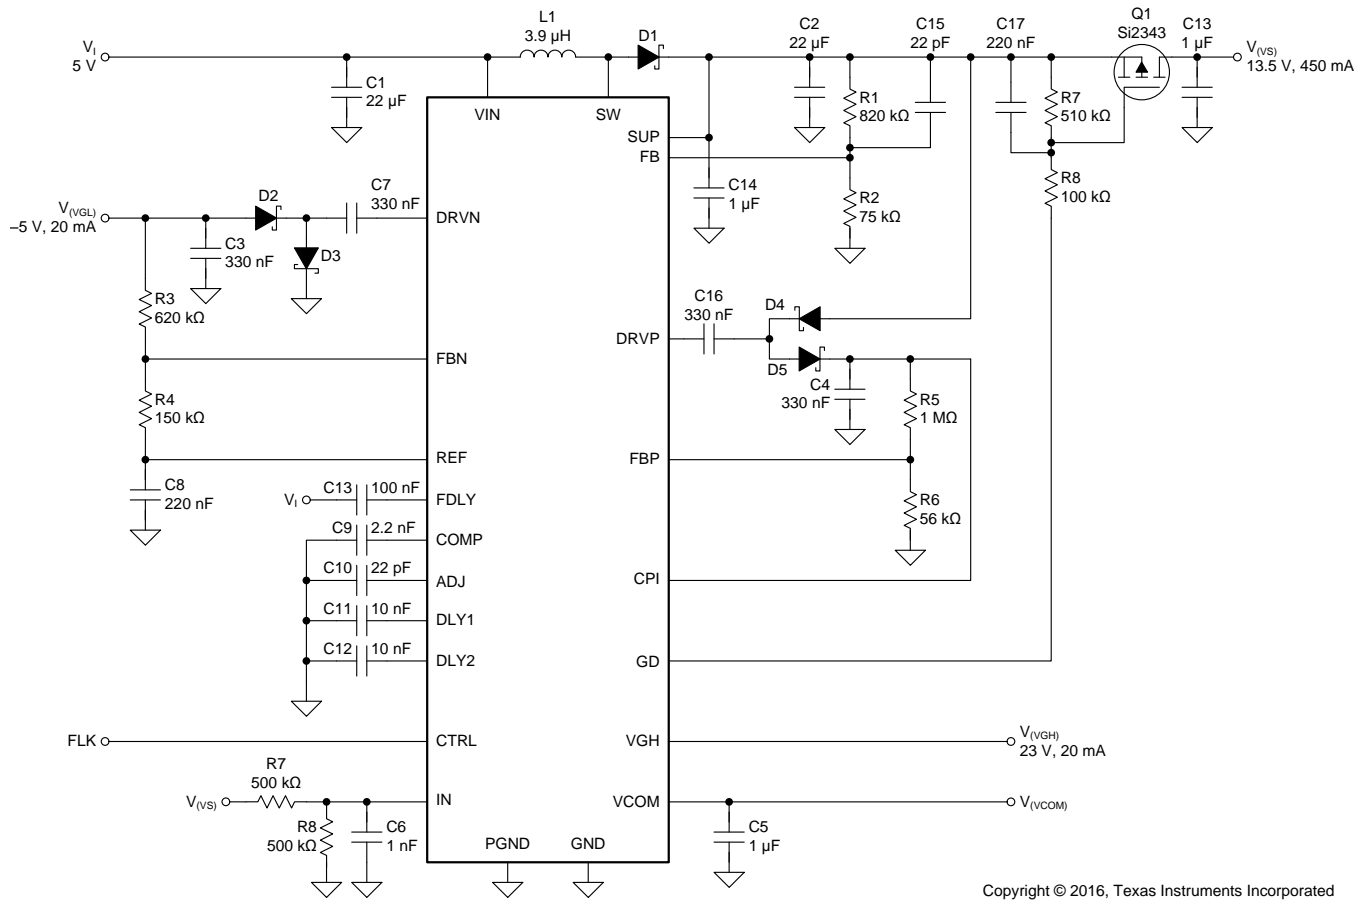 L1
3.9 µH
D1
C2
22 µF
C15
22 pF
C17
220 nF
Q1
Si2343
C13
1 µF
VI
5 V
V(VS)
13.5 V, 450 mA
C1
22 µF
R1
820 kΩ
R7
510 kΩ
VIN
SW
SUP
FB
C14
1 µF
R2
75 kΩ
R8
100 kΩ
V(VGL)
–5 V, 20 mA
D2
C7
330 nF
DRVN
C3
330 nF
D3
R3
620 kΩ
C16
330 nF
D4
DRVP
D5
FBN
C4
330 nF
R5
1 MΩ
R4
150 kΩ
REF
FBP
C8
220 nF
VI
C13
100 nF
FDLY
R6
56 kΩ
C9
2.2 nF
COMP
C10
22 pF
ADJ
CPI
C11
10 nF
DLY1
C12
10 nF
DLY2
GD
FLK
CTRL
VGH
V(VGH)
23 V, 20 mA
R7
500 kΩ
V(VS)
IN
VCOM
V(VCOM)
R8
500 kΩ
C6
1 nF
C5
1 µF
PGND
GND
Copyright © 2016, Texas Instruments Incorporated